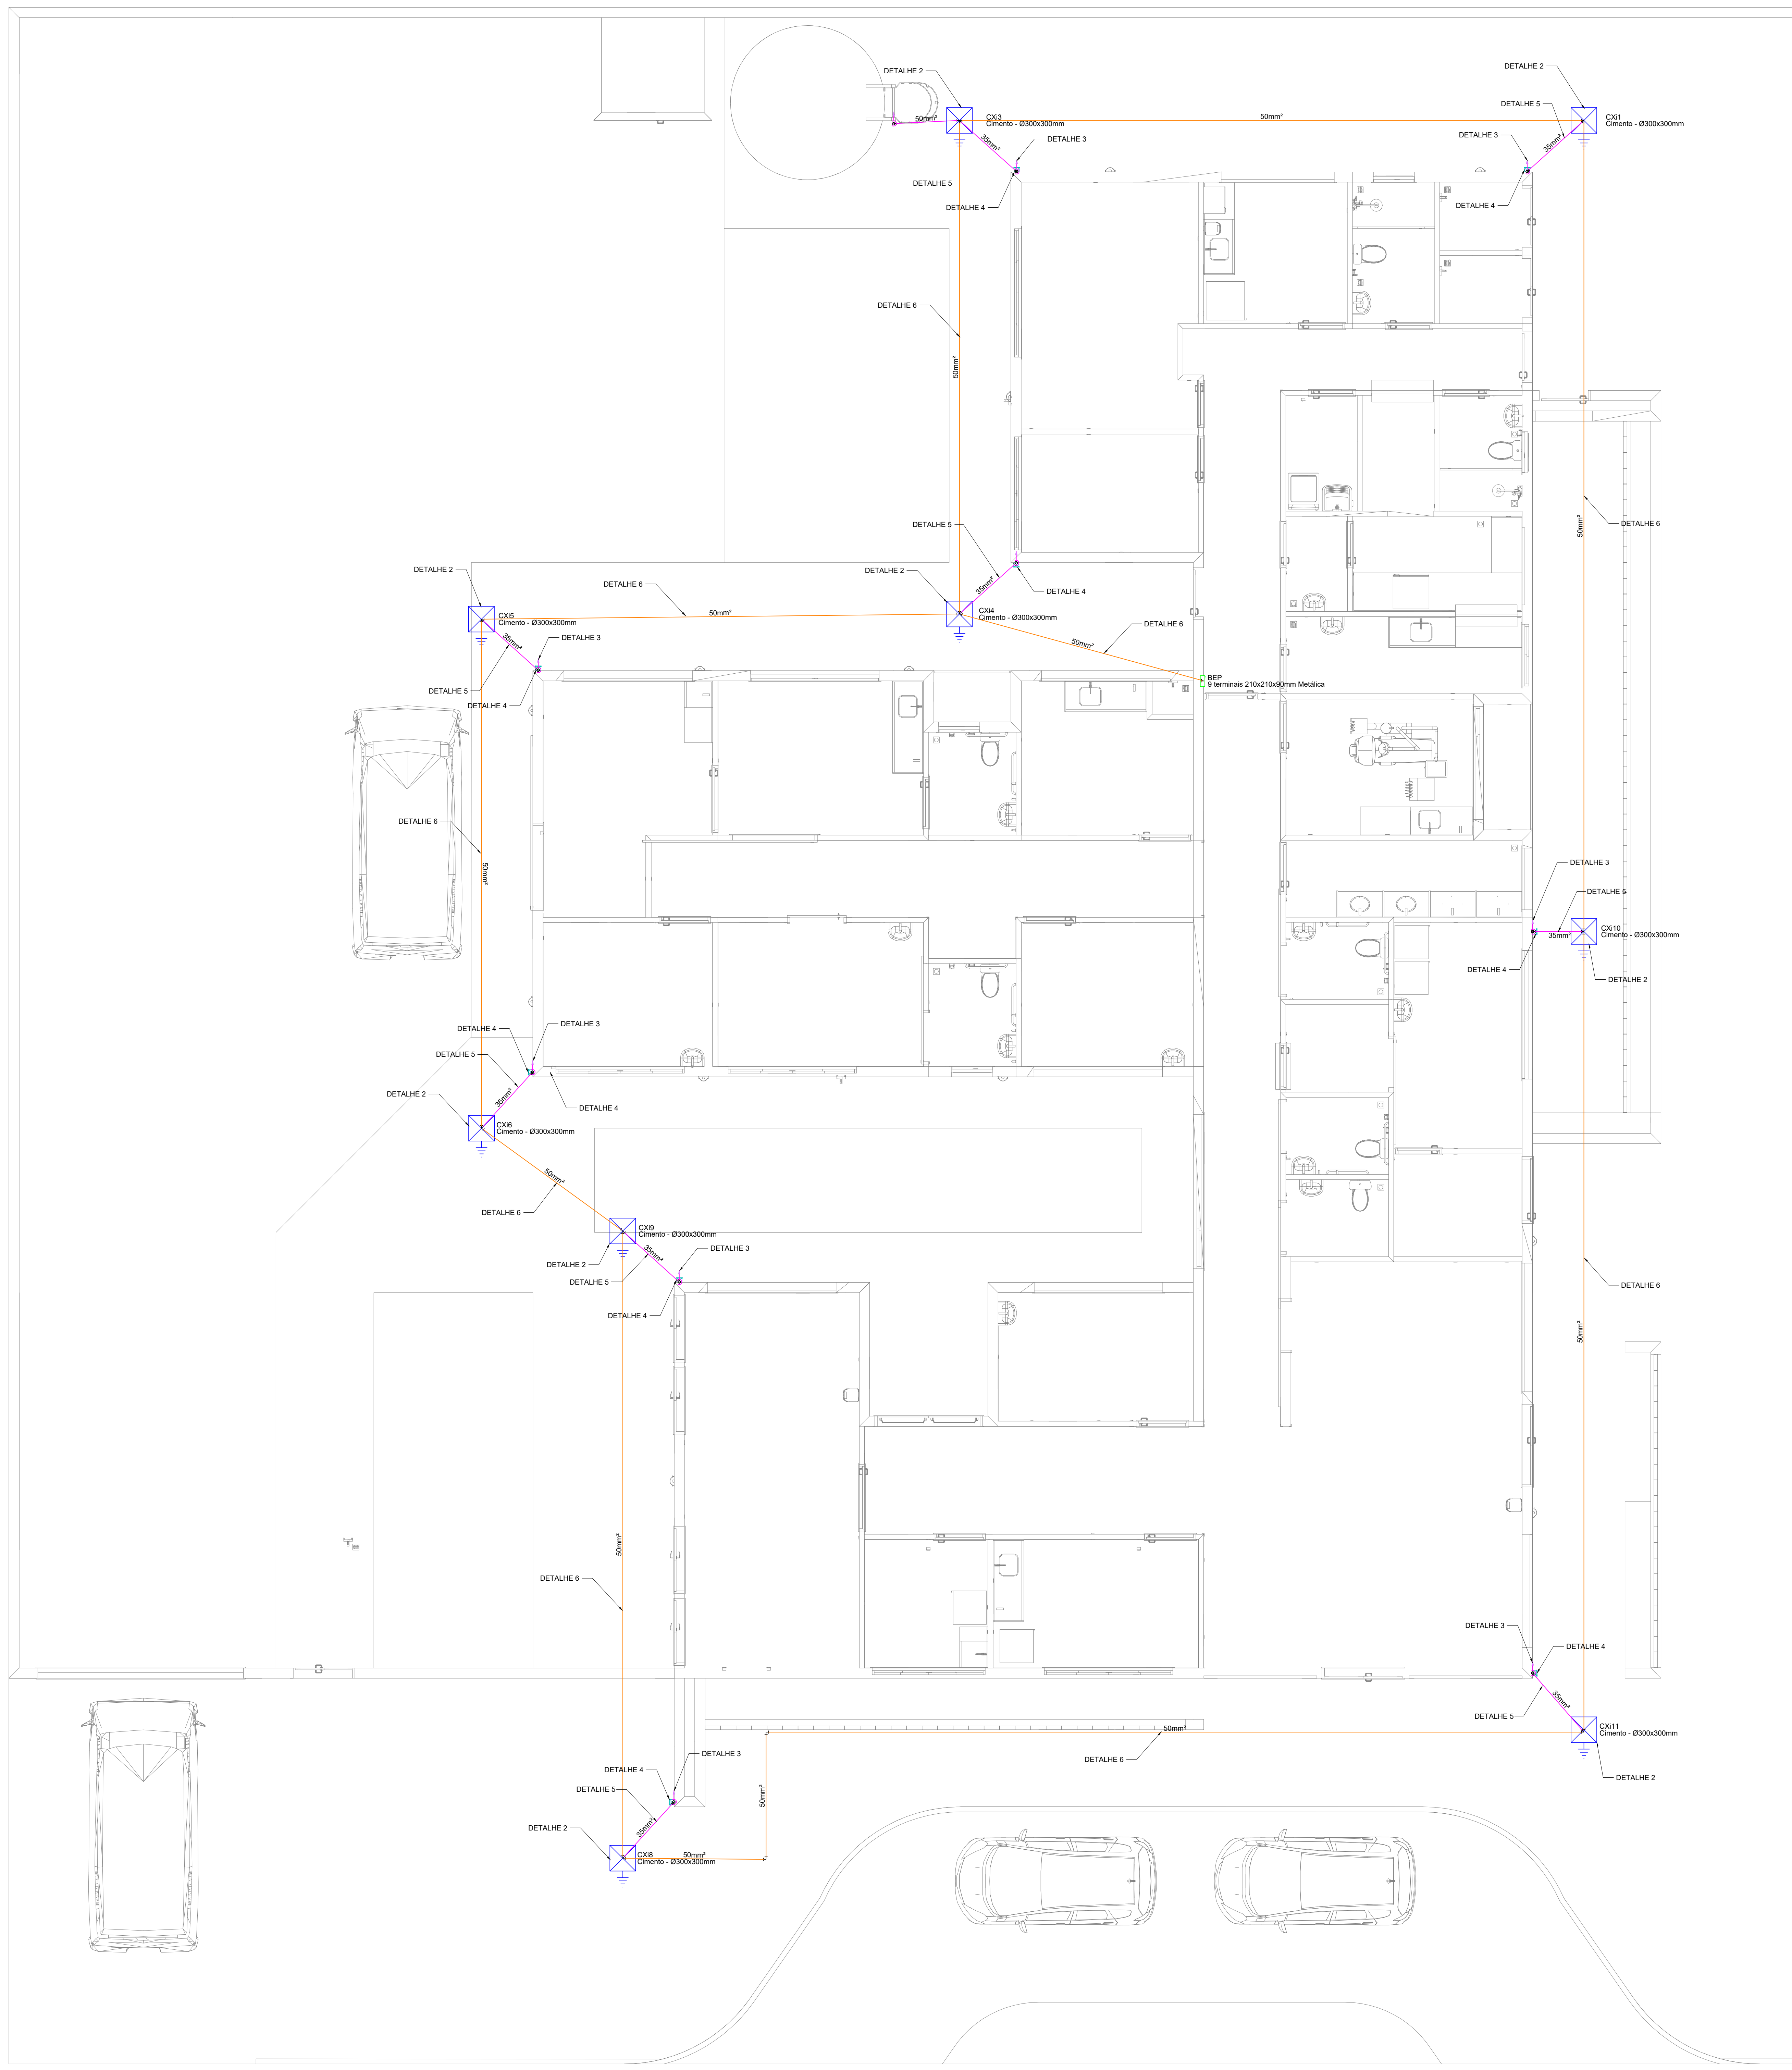 DETALHE 2
DETALHE 2
DETALHE 5
50mm²
CXi3
Cimento - Ø300x300mm
50mm²
CXi1
Cimento - Ø300x300mm
DETALHE 3
35mm²
DETALHE 3
35mm²
DETALHE 5
DETALHE 4
DETALHE 4
DETALHE 6
50mm²
DETALHE 5
DETALHE 6
50mm²
DETALHE 2
DETALHE 2
DETALHE 6
DETALHE 4
50mm²
CXi4
Cimento - Ø300x300mm
35mm²
CXi5
Cimento - Ø300x300mm
DETALHE 6
50mm²
DETALHE 3
35mm²
BEP
9 terminais 210x210x90mm Metálica
DETALHE 5
DETALHE 4
DETALHE 6
50mm²
DETALHE 3
DETALHE 5
CXi10
Cimento - Ø300x300mm
35mm²
DETALHE 4
DETALHE 2
DETALHE 4
DETALHE 3
DETALHE 5
DETALHE 2
35mm²
DETALHE 4
CXi6
Cimento - Ø300x300mm
50mm²
DETALHE 6
CXi9
Cimento - Ø300x300mm
DETALHE 3
35mm²
DETALHE 2
DETALHE 5
DETALHE 6
DETALHE 4
50mm²
50mm²
DETALHE 6
DETALHE 3
DETALHE 4
35mm²
DETALHE 5
50mm²
CXi11
Cimento - Ø300x300mm
DETALHE 3
DETALHE 6
DETALHE 4
DETALHE 2
DETALHE 5
50mm²
35mm²
DETALHE 2
50mm²
CXi8
Cimento - Ø300x300mm